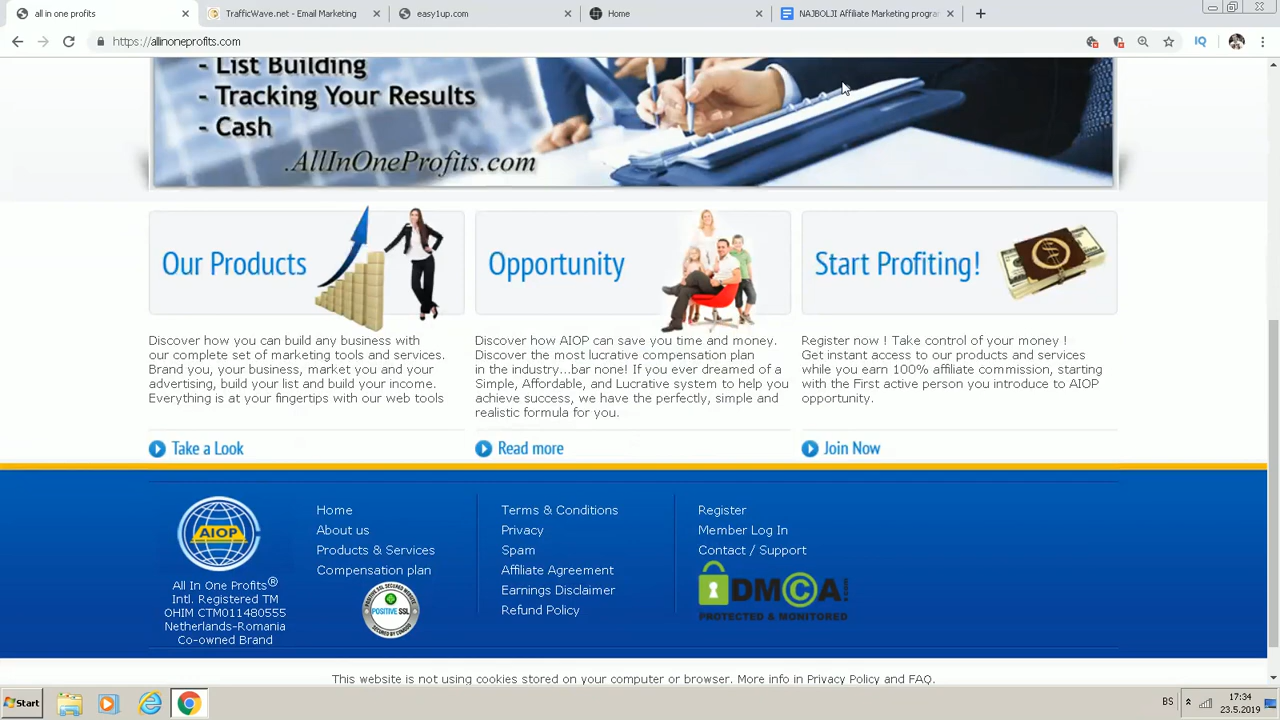 all in one profits
TrafficWave.net - Email Marketing
easy1up.com
Home
NAJBOLJI Affiliate Marketing progra
https://allinoneprofits.com
IQ
- List Building
- Tracking Your Results
- Cash
.AllInOneProfits.com
Our Products
Opportunity
Start Profiting!
Discover how you can build any business with
our complete set of marketing tools and services.
Brand you, your business, market you and your
advertising, build your list and build your income.
Everything is at your fingertips with our web tools
Discover how AIOP can save you time and money.
Discover the most lucrative compensation plan
in the industry...bar none! If you ever dreamed of a
Simple, Affordable, and Lucrative system to help you
achieve success, we have the perfectly, simple and
realistic formula for you.
Register now ! Take control of your money !
Get instant access to our products and services
while you earn 100% affiliate commission, starting
with the First active person you introduce to AIOP
opportunity.
Take a Look
Read more
Join Now
AIOP
All In One Profits®
Intl. Registered TM
OHIM CTM011480555
Netherlands-Romania
Co-owned Brand
Home
About us
Products & Services
Compensation plan
POSITIVE SSL
Terms & Conditions
Privacy
Spam
Affiliate Agreement
Earnings Disclaimer
Refund Policy
Register
Member Log In
Contact / Support
DMCA.com
PROTECTED & MONITORED
This website is not using cookies stored on your computer or browser. More info in Privacy Policy and FAQ.
Start
BS
17:34
23.5.2019